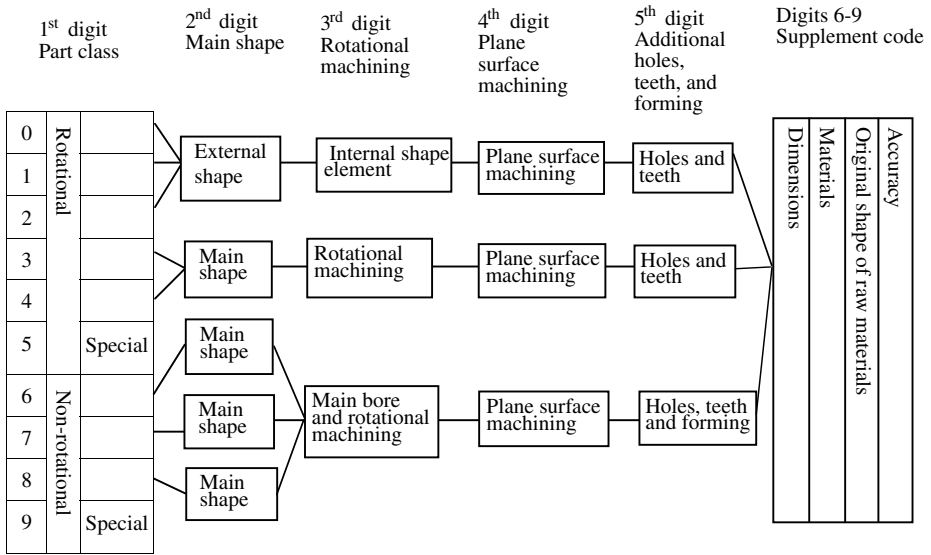 1st digit
Part class
2nd digit
Main shape
3rd digit
Rotational
machining
4th digit
Plane
surface
machining
5th digit
Additional
holes,
teeth, and
forming
Digits 6-9
Supplement code
0
1
2
3
4
5
6
7
8
9
Rotational
Non-rotational
Special
Special
External
shape
Internal shape
element
Plane surface
machining
Holes and
teeth
Main
shape
Rotational
machining
Plane surface
machining
Holes and
teeth
Main
shape
Main
shape
Main
shape
Main bore
and rotational
machining
Plane surface
machining
Holes, teeth
and forming
Dimensions
Materials
Original shape of raw materials
Accuracy